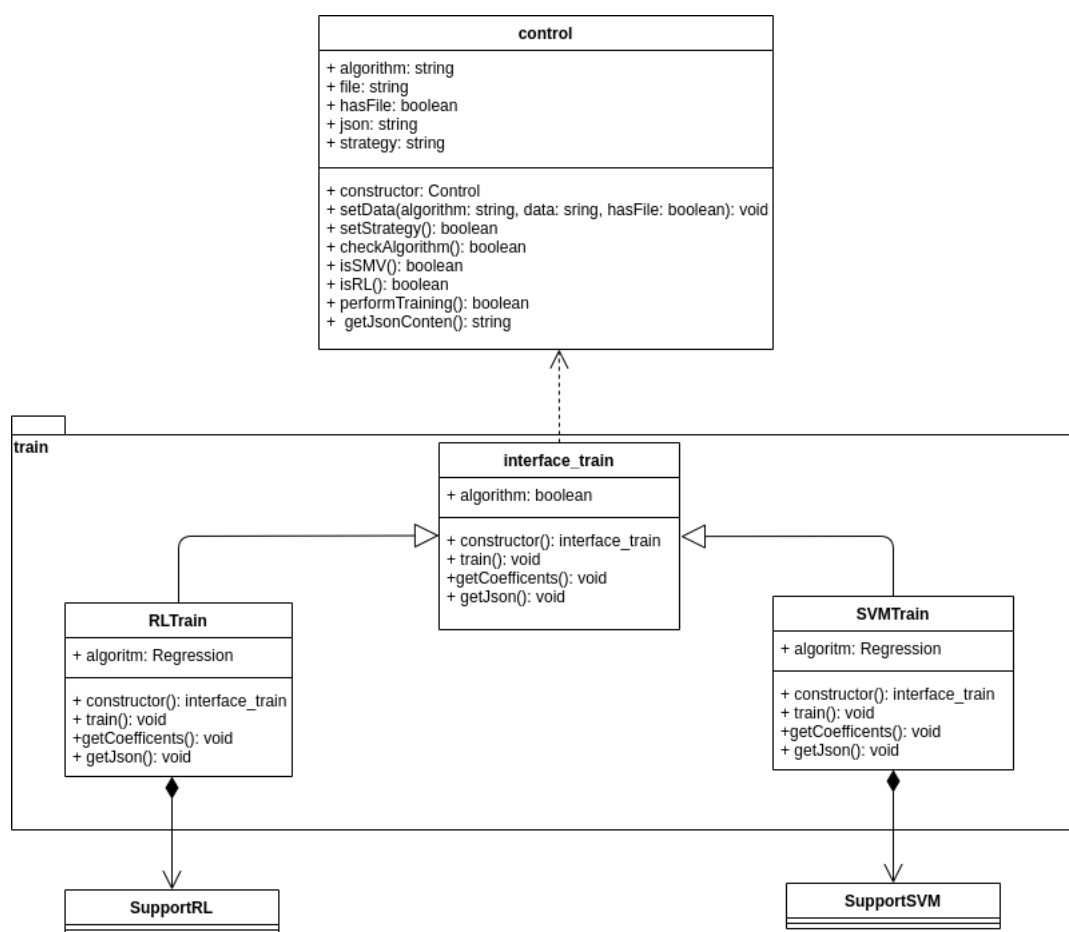 control
+ algorithm: string
+ file: string
+ hasFile: boolean
+ json: string
+ strategy: string
+ constructor: Control
+ setData(algorithm: string, data: sring, hasFile: boolean): void
+ setStrategy(): boolean
+ checkAlgorithm(): boolean
+ isSMV(): boolean
+ isRL(): boolean
+ performTraining(): boolean
+ getJsonConten(): string
train
interface_train
+ algorithm: boolean
+ constructor(): interface_train
+ train(): void
+getCoefficents(): void
+ getJson(): void
RLTrain
+ algoritm: Regression
+ constructor(): interface_train
+ train(): void
+getCoefficents(): void
+ getJson(): void
SVMTrain
+ algoritm: Regression
+ constructor(): interface_train
+ train(): void
+getCoefficents(): void
+ getJson(): void
SupportRL
SupportSVM